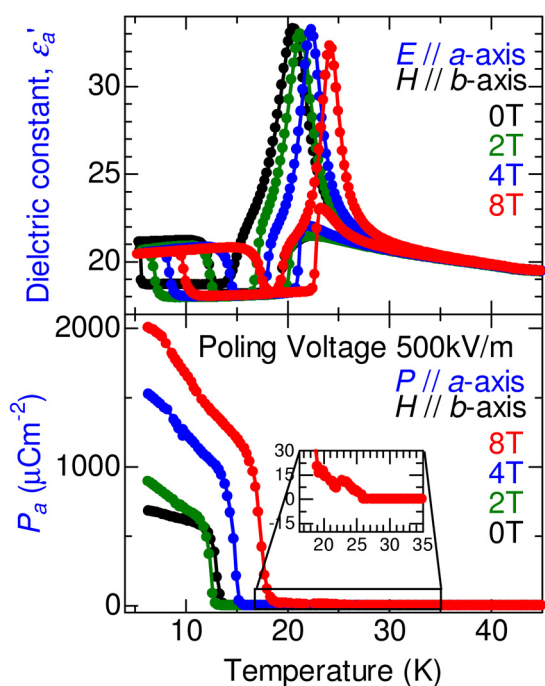 Dielctric constant, εa'
30
25
20
E // a-axis
H // b-axis
0T
2T
4T
8T
Pa (μCm-2)
2000
1000
0
Poling Voltage 500kV/m
P // a-axis
H // b-axis
8T
4T
2T
0T
30
15
0
-15
20 25 30 35
10 20 30 40
Temperature (K)